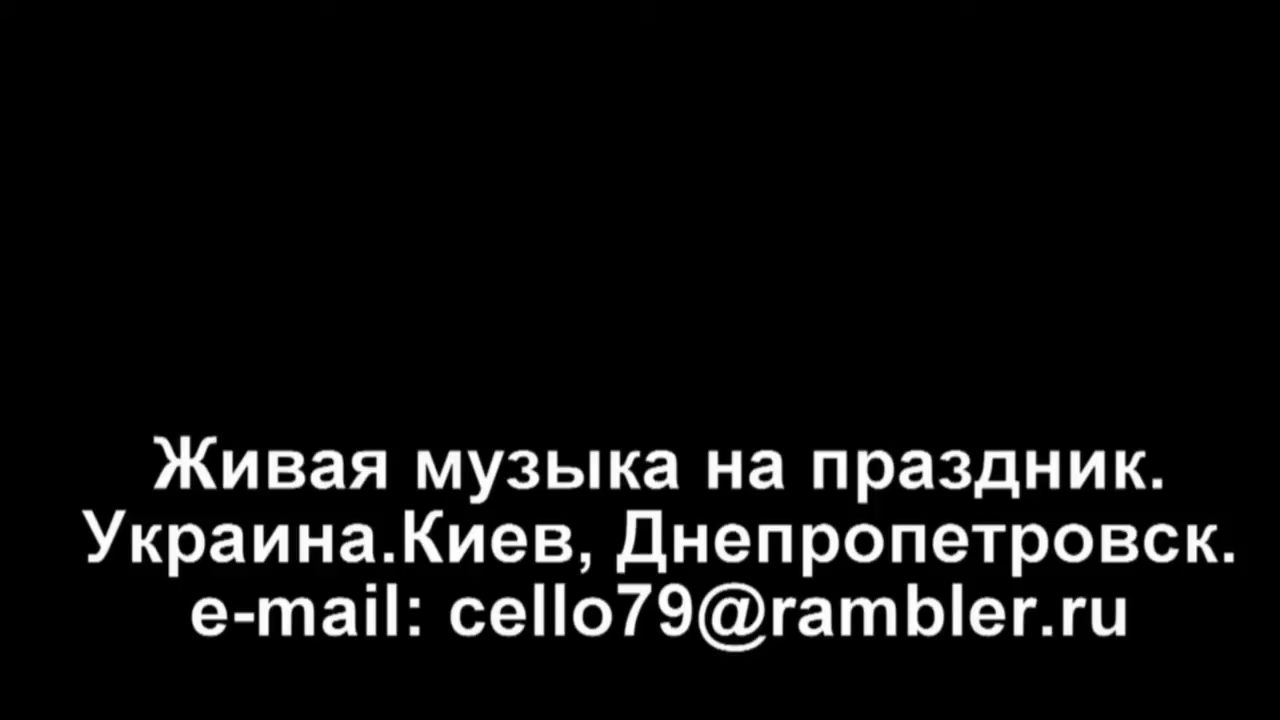 Живая музыка на праздник.
Украина.Киев, Днепропетровск.
e-mail: cello79@rambler.ru